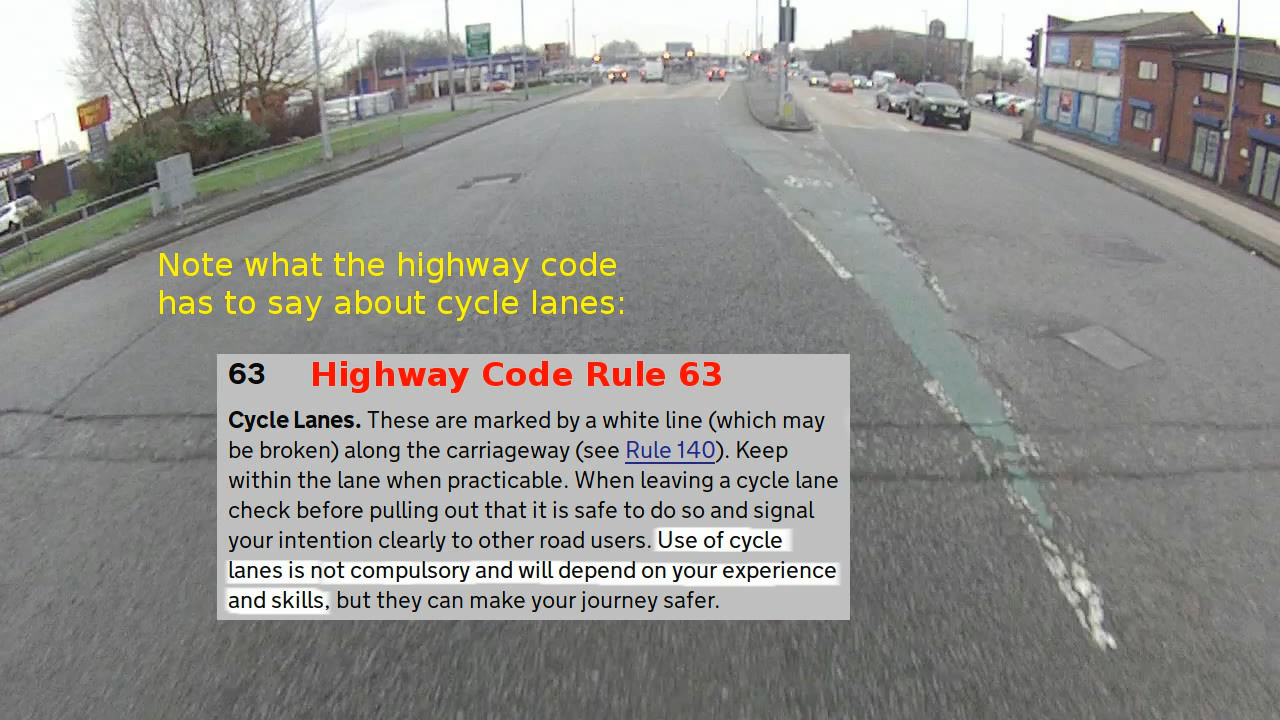 Note what the highway code
has to say about cycle lanes:
63 Highway Code Rule 63
Cycle Lanes. These are marked by a white line (which may
be broken) along the carriageway (see Rule 140). Keep
within the lane when practicable. When leaving a cycle lane
check before pulling out that it is safe to do so and signal
your intention clearly to other road users. Use of cycle
lanes is not compulsory and will depend on your experience
and skills, but they can make your journey safer.